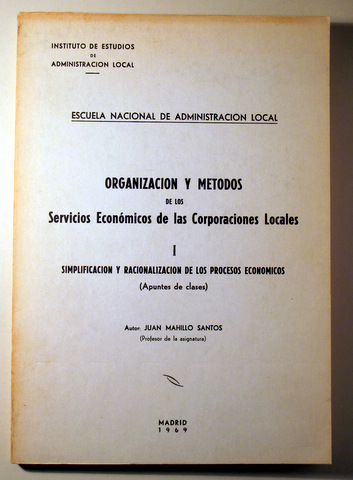 INSTITUTO DE ESTUDIOS
DE
ADMINISTRACION LOCAL
ESCUELA NACIONAL DE ADMINISTRACION LOCAL
ORGANIZACION Y METODOS
DE LOS
Servicios Económicos de las Corporaciones Locales
I
SIMPLIFICACION Y RACIONALIZACION DE LOS PROCESOS ECONOMICOS
(Apuntes de clases)
Autor: JUAN MAHILLO SANTOS
(Profesor de la asignatura)
MADRID
1969